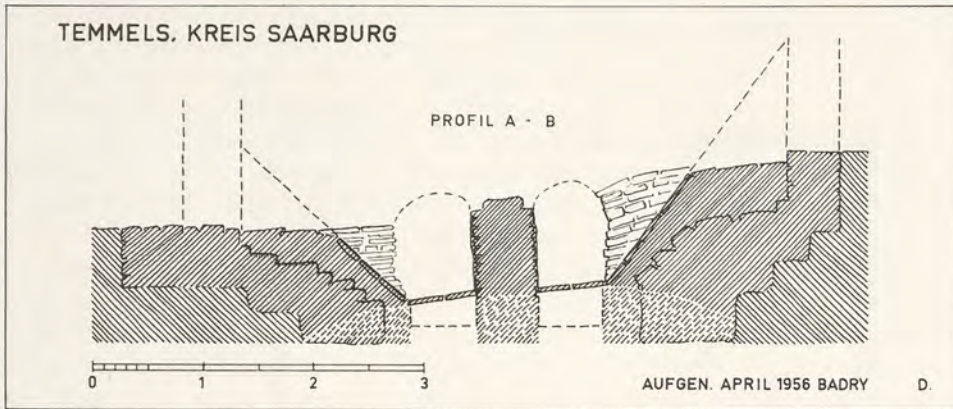 TEMMELS, KREIS SAARBURG
PROFIL A - B
0 1 2 3
AUFGEN. APRIL 1956 BADRY D.